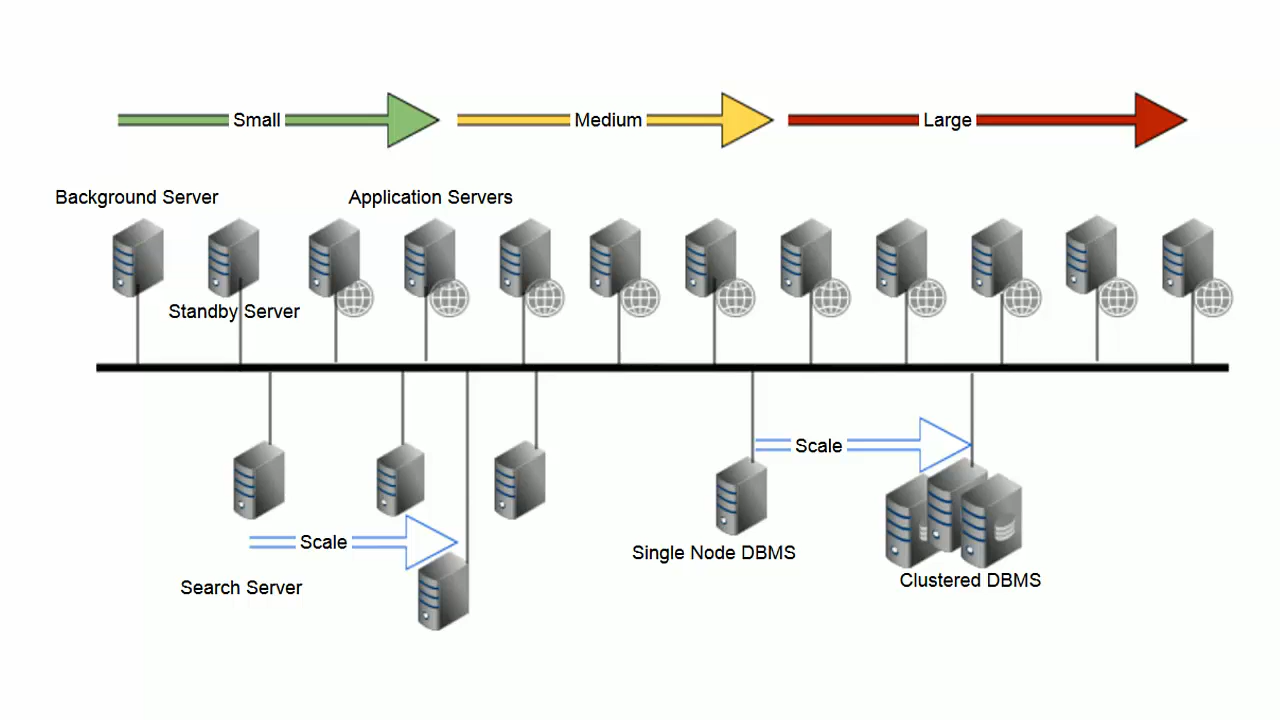 Small
Medium
Large
Background Server
Application Servers
Standby Server
Scale
Scale
Single Node DBMS
Clustered DBMS
Search Server